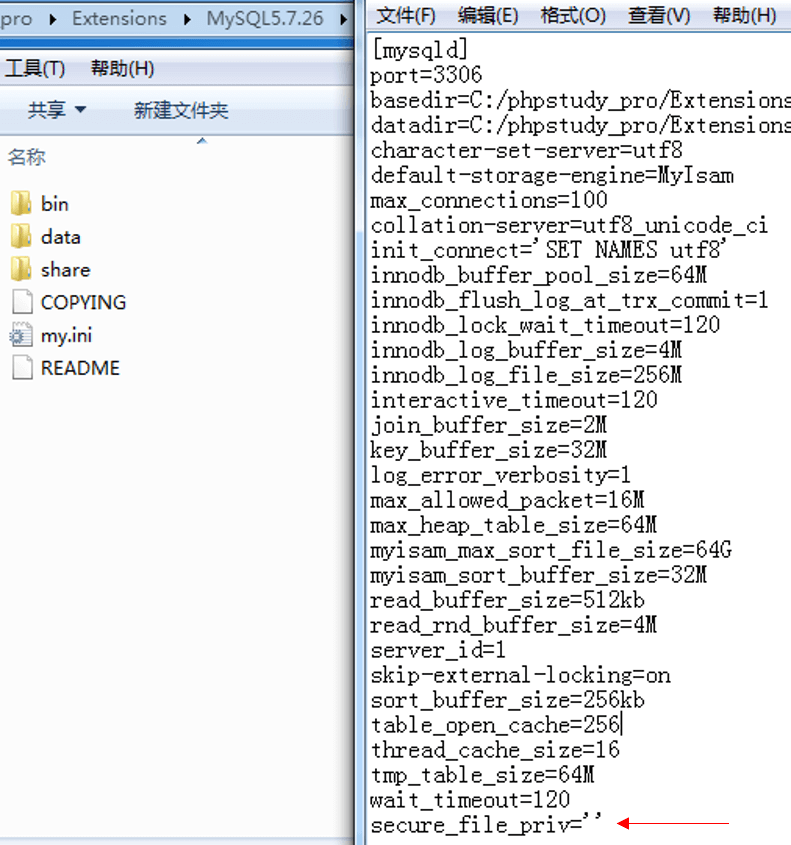 pro ▸ Extensions ▸ MySQL5.7.26 ▸
工具(T) 帮助(H)
共享 新建文件夹
名称
bin
data
share
COPYING
my.ini
README
文件(F) 编辑(E) 格式(O) 查看(V) 帮助(H)
[mysqld]
port=3306
basedir=C:/phpstudy_pro/Extensions
datadir=C:/phpstudy_pro/Extensions
character-set-server=utf8
default-storage-engine=MyIsam
max_connections=100
collation-server=utf8_unicode_ci
init_connect='SET NAMES utf8'
innodb_buffer_pool_size=64M
innodb_flush_log_at_trx_commit=1
innodb_lock_wait_timeout=120
innodb_log_buffer_size=4M
innodb_log_file_size=256M
interactive_timeout=120
join_buffer_size=2M
key_buffer_size=32M
log_error_verbosity=1
max_allowed_packet=16M
max_heap_table_size=64M
myisam_max_sort_file_size=64G
myisam_sort_buffer_size=32M
read_buffer_size=512kb
read_rnd_buffer_size=4M
server_id=1
skip-external-locking=on
sort_buffer_size=256kb
table_open_cache=256
thread_cache_size=16
tmp_table_size=64M
wait_timeout=120
secure_file_priv=''